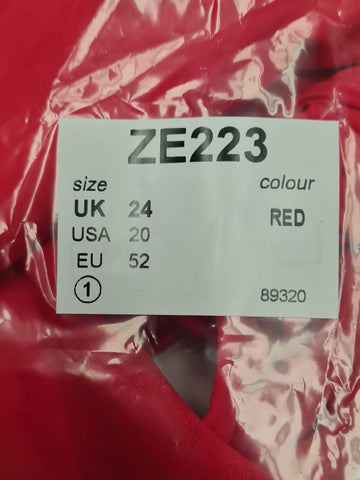 ZE223
size colour
UK 24 RED
USA 20
EU 52
1 89320